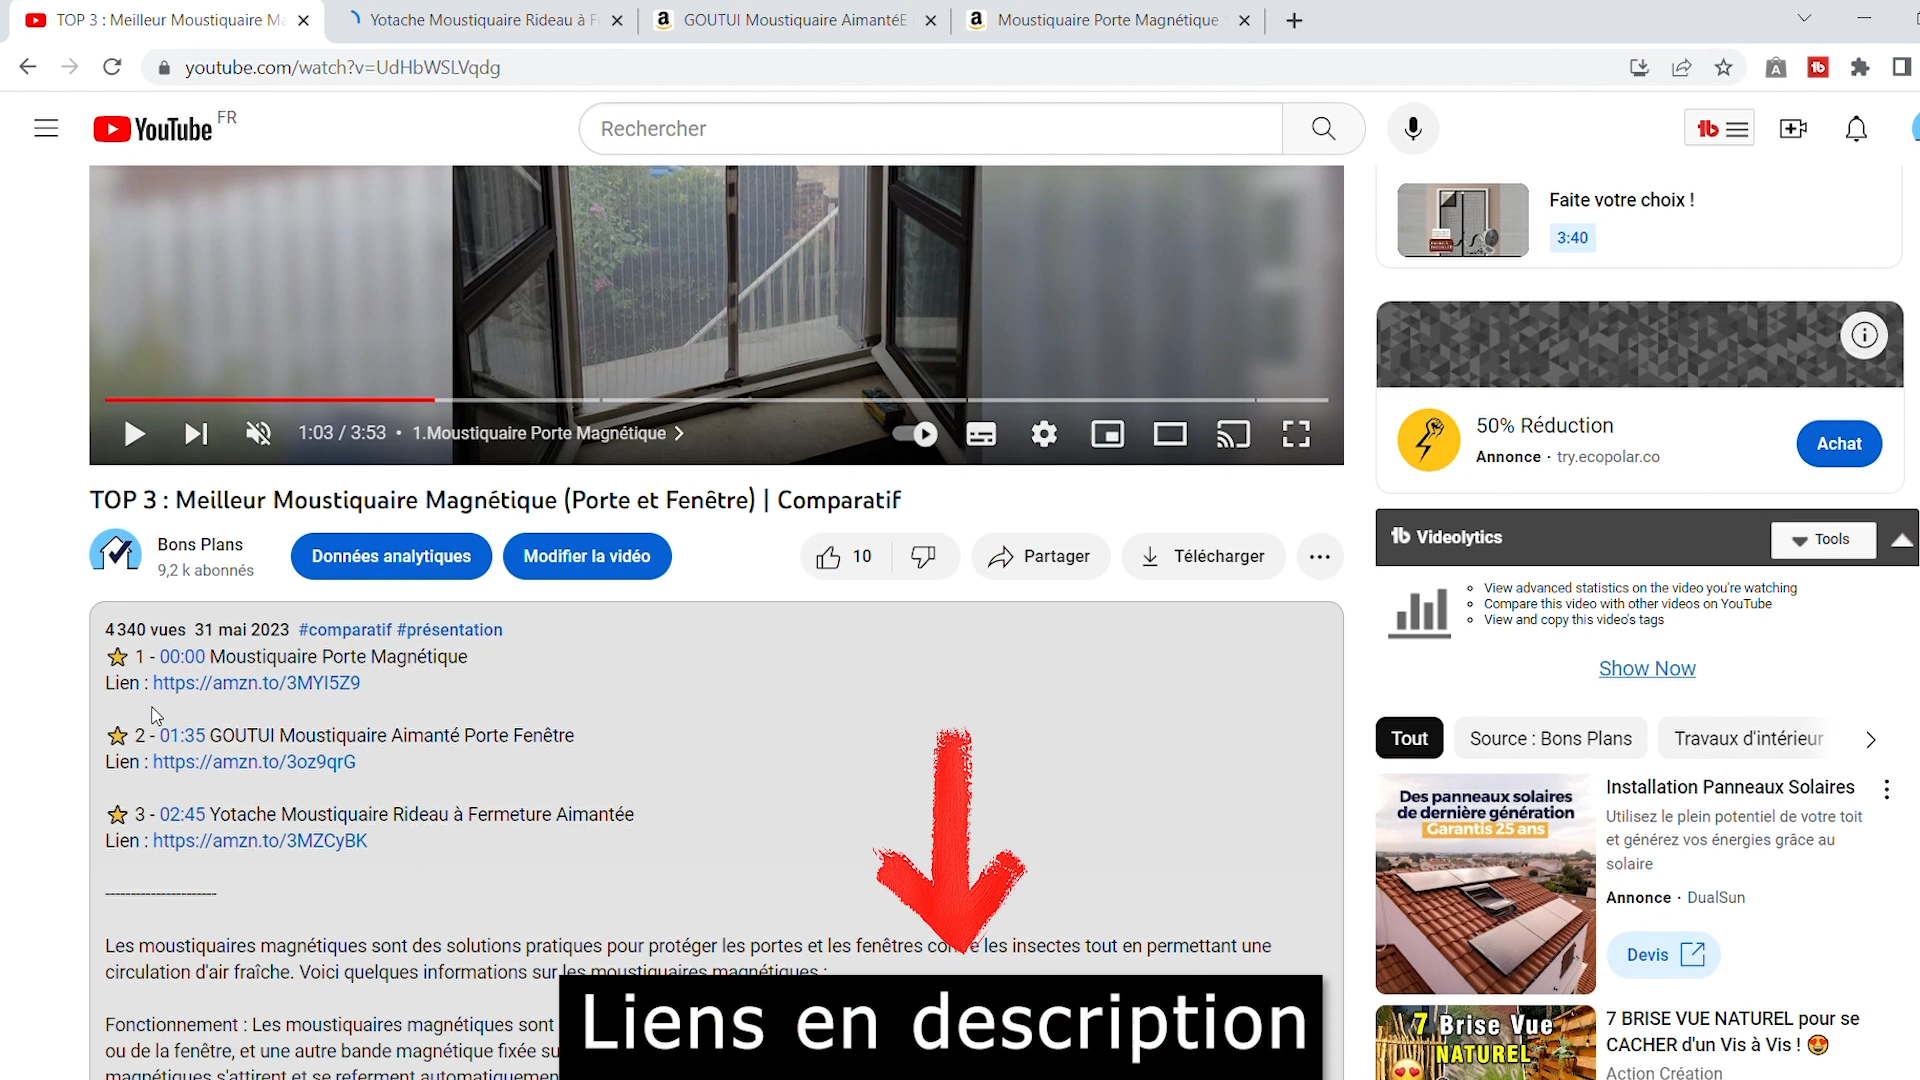 TOP 3 : Meilleur Moustiquaire Ma
Yotache Moustiquaire Rideau à F
GOUTUI Moustiquaire AimantéE
Moustiquaire Porte Magnétique
youtube.com/watch?v=UdHbWSLVqdg
YouTube FR
Rechercher
Faite votre choix !
3:40
1:03 / 3:53 • 1.Moustiquaire Porte Magnétique
50% Réduction
Annonce · try.ecopolar.co
Achat
TOP 3 : Meilleur Moustiquaire Magnétique (Porte et Fenêtre) | Comparatif
Bons Plans
9,2 k abonnés
Données analytiques
Modifier la vidéo
10
Partager
Télécharger
Videolytics
Tools
View advanced statistics on the video you're watching
Compare this video with other videos on YouTube
View and copy this video's tags
Show Now
4 340 vues 31 mai 2023 #comparatif #présentation
1 - 00:00 Moustiquaire Porte Magnétique
Lien : https://amzn.to/3MYI5Z9
2 - 01:35 GOUTUI Moustiquaire Aimanté Porte Fenêtre
Lien : https://amzn.to/3oz9qrG
3 - 02:45 Yotache Moustiquaire Rideau à Fermeture Aimantée
Lien : https://amzn.to/3MZCyBK
----------------------
Les moustiquaires magnétiques sont des solutions pratiques pour protéger les portes et les fenêtres les insectes tout en permettant une
circulation d'air fraîche. Voici quelques informations sur les moustiquaires magnétiques :
Fonctionnement : Les moustiquaires magnétiques sont
ou de la fenêtre, et une autre bande magnétique fixée su
magnétiques s'attirent et se referment automatiquemen
Liens en description
Tout
Source : Bons Plans
Travaux d'intérieur
Des panneaux solaires
de dernière génération
Garantis 25 ans
Installation Panneaux Solaires
Utilisez le plein potentiel de votre toit
et générez vos énergies grâce au
solaire
Annonce · DualSun
Devis
7 Brise Vue
NATUREL
7 BRISE VUE NATUREL pour se
CACHER d'un Vis à Vis !
Action Création